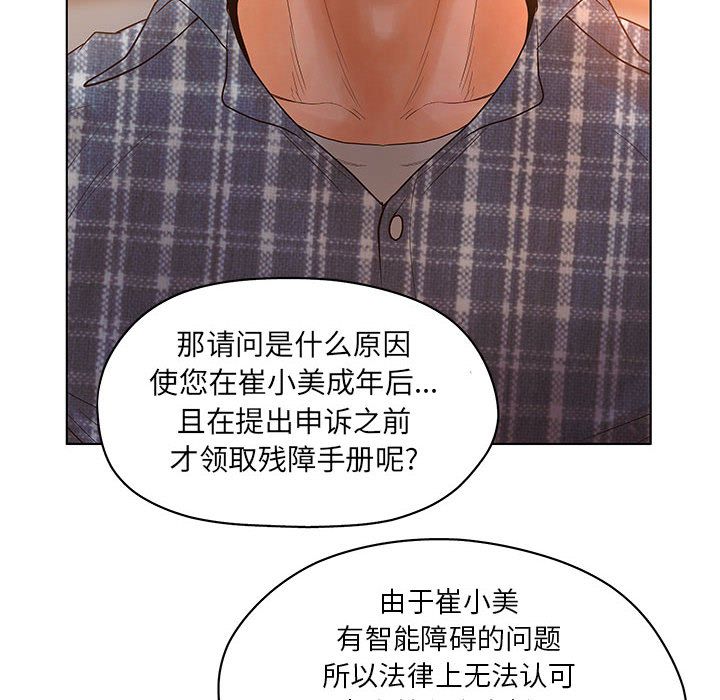 那请问是什么原因
使您在崔小美成年后...
且在提出申诉之前
才领取残障手册呢?
由于崔小美
有智能障碍的问题
所以法律上无法认可